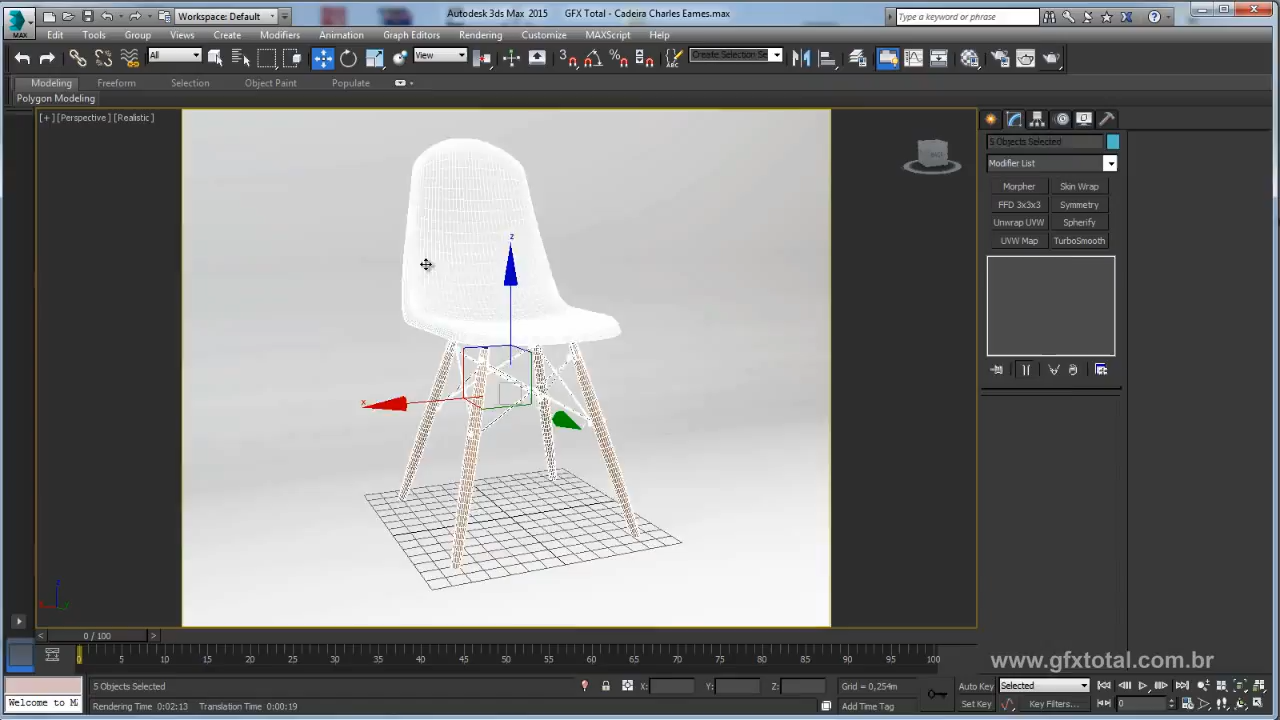 Workspace: Default
Autodesk 3ds Max 2015
GFX Total - Cadeira Charles Eames.max
Type a keyword or phrase
MAX
Edit
Tools
Group
Views
Create
Modifiers
Animation
Graph Editors
Rendering
Customize
MAXScript
Help
All
View
Create Selection Se
Modeling
Freeform
Selection
Object Paint
Populate
Polygon Modeling
[+] [Perspective] [Realistic]
5 Objects Selected
Modifier List
Morpher
Skin Wrap
FFD 3x3x3
Symmetry
Unwrap UVW
Spherify
UVW Map
TurboSmooth
z
x
0 / 100
0 5 10 15 20 25 30 35 40 45 50 55 60 65 70 75 80 85 90 95 100
www.gfxtotal.com.br
5 Objects Selected
X:
Y:
Z:
Grid = 0,254m
Auto Key
Selected
Welcome to M
Rendering Time 0:02:13
Translation Time 0:00:19
Add Time Tag
Set Key
Key Filters...
0